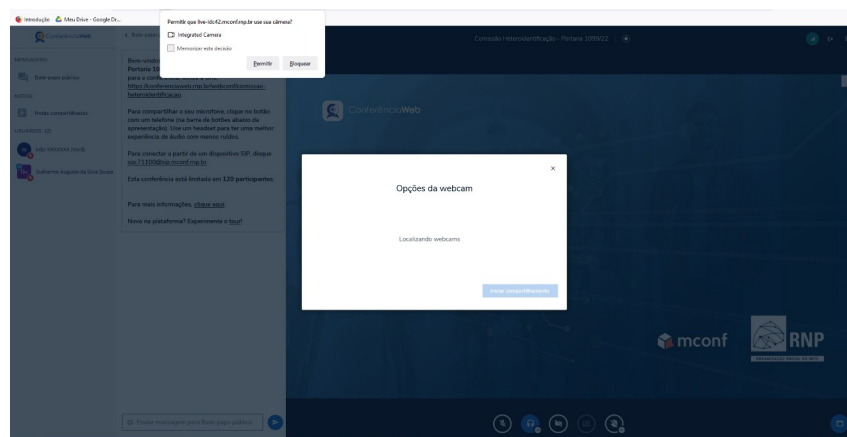 Introdução Meu Drive - Google Dr...
Permitir que live-idc42.mconf.rnp.br use sua câmera?
Integrated Camera
Memorizar esta decisão
Permitir Bloquear
ConferênciaWeb
Comissão Heteroidentificação - Portaria 1099/22
Bate-papo público
Notas compartilhadas
Guilherme Augusto da Silva Souza
Para compartilhar o seu microfone, clique no botão
com um telefone (na barra de botões abaixo da
apresentação). Use um headset para ter uma melhor
experiência de áudio com menos ruídos.
Para conectar a partir de um dispositivo SIP, disque
Esta conferência está limitada em 120 participantes.
Para mais informações, clique aqui.
Novo na plataforma? Experimente o tour!
Enviar mensagem para Bate-papo público
ConferênciaWeb
Opções da webcam
Localizando webcams
Iniciar compartilhamento
mconf
RNP